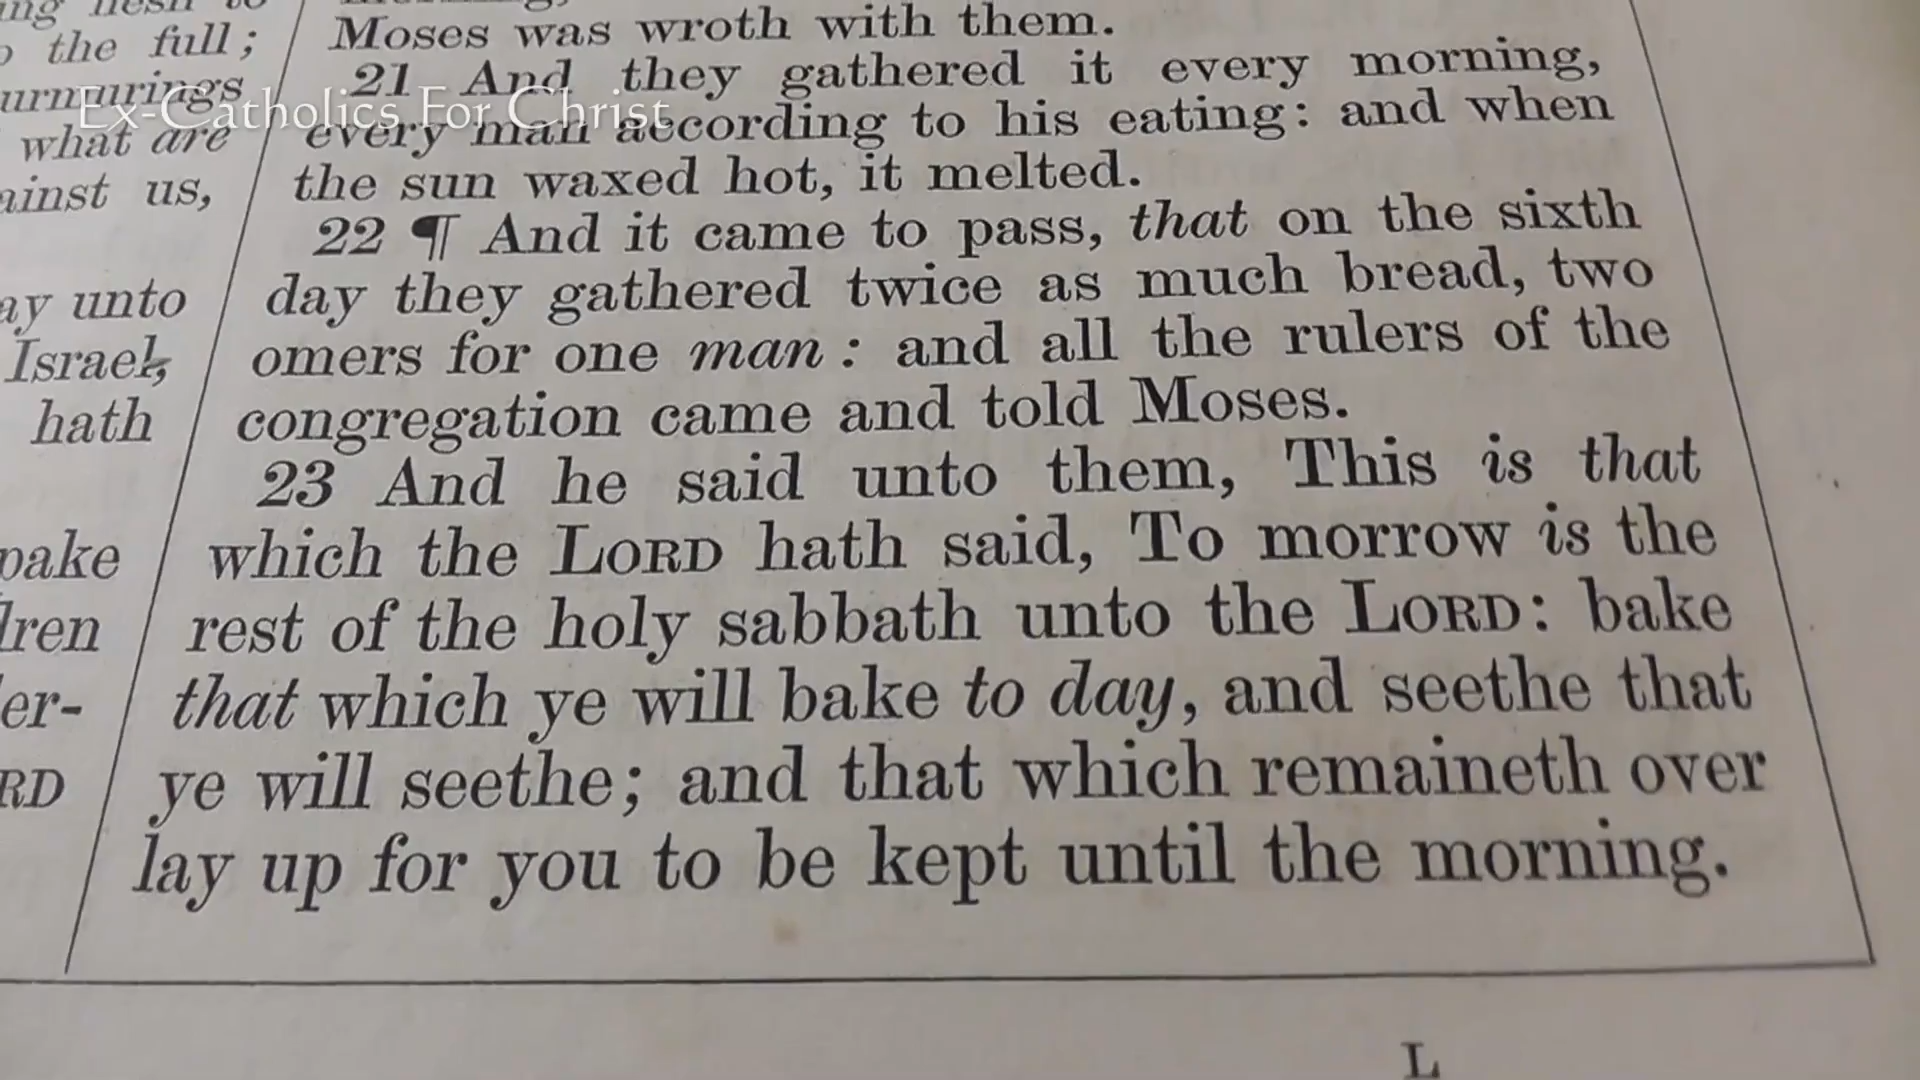 the full;
urmurings
what are
ainst us,
ay unto
Israel,
hath
pake
dren
er-
RD
Moses was wroth with them.
21 And they gathered it every morning,
every man according to his eating: and when
the sun waxed hot, it melted.
22 ¶ And it came to pass, that on the sixth
day they gathered twice as much bread, two
omers for one man: and all the rulers of the
congregation came and told Moses.
23 And he said unto them, This is that
which the LORD hath said, To morrow is the
rest of the holy sabbath unto the LORD: bake
that which ye will bake to day, and seethe that
ye will seethe; and that which remaineth over
lay up for you to be kept until the morning.
L
Ex-Catholics For Christ